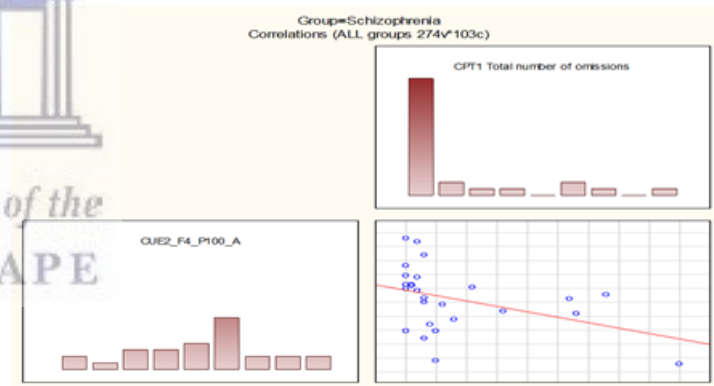 Group=Schizophrenia
Correlations (ALL groups 274v*103c)
CPT1 Total number of omissions
of the
CUE2_F4_P100_A
APE